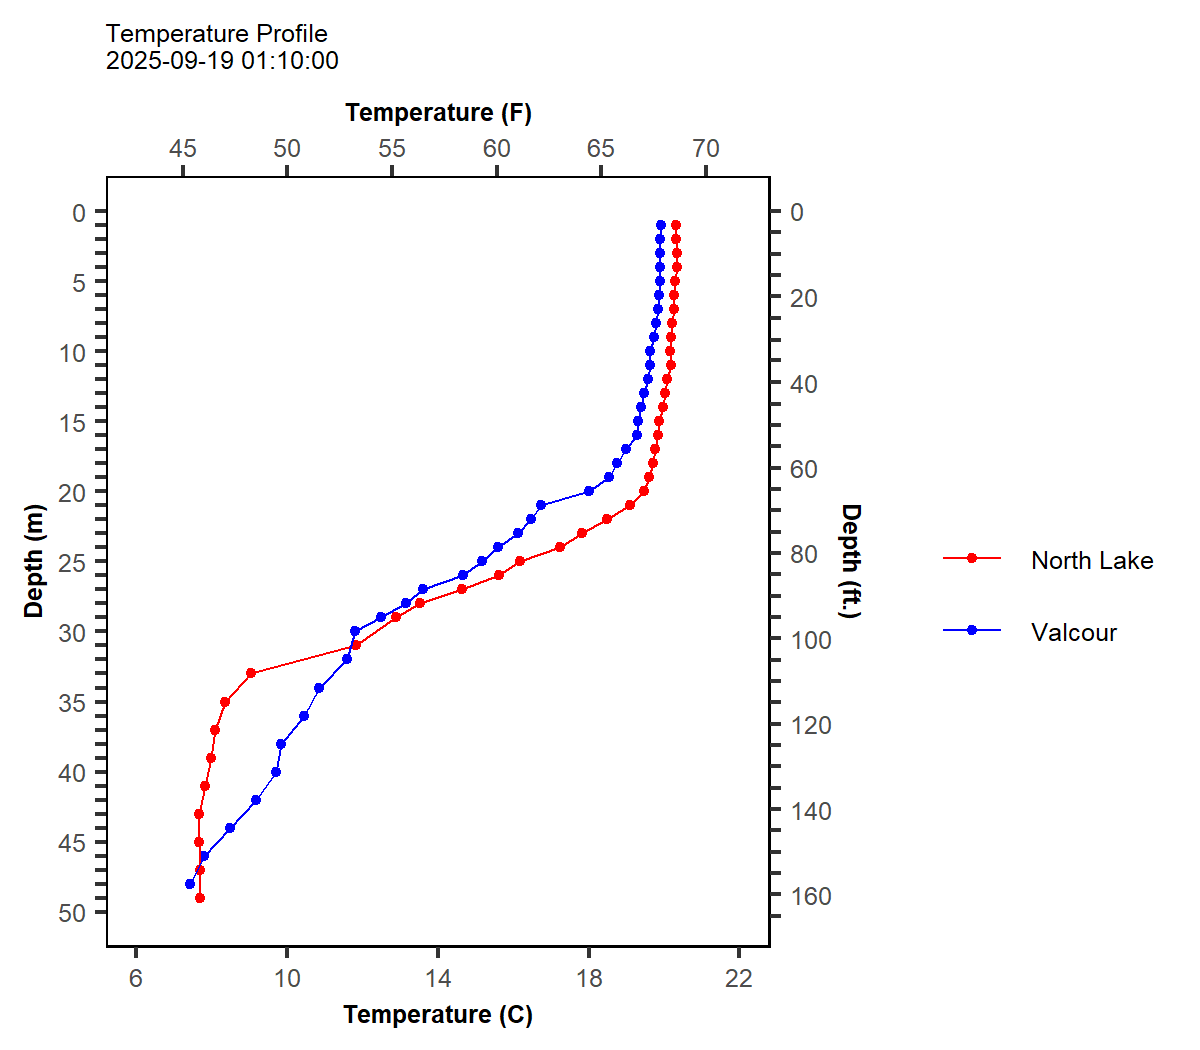 Temperature Profile
2025-09-19 01:10:00
Temperature (F)
45 50 55 60 65 70
0
5
10
15
20
25
30
35
40
45
50
Depth (m)
0
20
40
60
80
100
120
140
160
Depth (ft.)
North Lake
Valcour
6 10 14 18 22
Temperature (C)